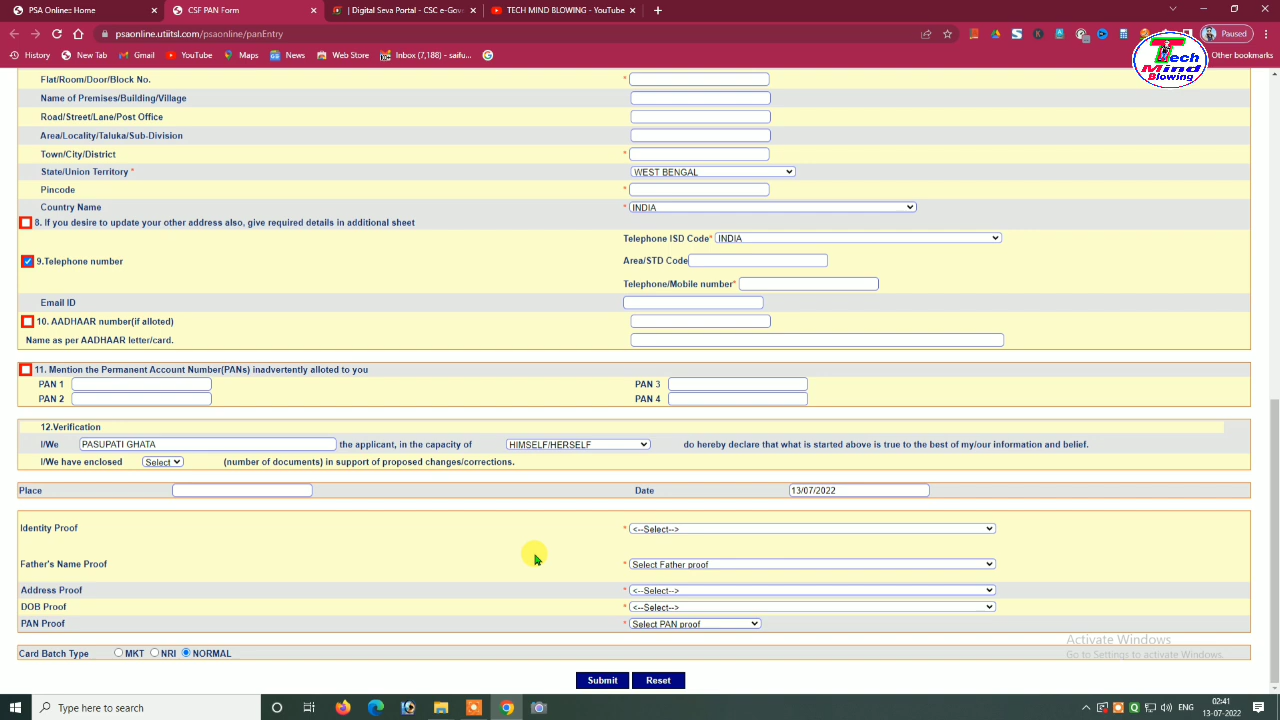 PSA Online: Home
CSF PAN Form
| Digital Seva Portal - CSC e-Gove
TECH MIND BLOWING - YouTube
psaonline.utiitsl.com/psaonline/panEntry
Paused
History
New Tab
Gmail
YouTube
Maps
News
Web Store
Inbox (7,188) - saifu...
Other bookmarks
Tech
Mind
Blowing
Flat/Room/Door/Block No. *
Name of Premises/Building/Village
Road/Street/Lane/Post Office
Area/Locality/Taluka/Sub-Division
Town/City/District *
State/Union Territory * WEST BENGAL
Pincode *
Country Name * INDIA
8. If you desire to update your other address also, give required details in additional sheet
Telephone ISD Code* INDIA
9.Telephone number Area/STD Code
Telephone/Mobile number*
Email ID
10. AADHAAR number(if alloted)
Name as per AADHAAR letter/card.
11. Mention the Permanent Account Number(PANs) inadvertently alloted to you
PAN 1 PAN 3
PAN 2 PAN 4
12.Verification
I/We PASUPATI GHATA the applicant, in the capacity of HIMSELF/HERSELF do hereby declare that what is started above is true to the best of my/our information and belief.
I/We have enclosed Select (number of documents) in support of proposed changes/corrections.
Place Date 13/07/2022
Identity Proof * <--Select-->
Father's Name Proof * Select Father proof
Address Proof * <--Select-->
DOB Proof * <--Select-->
PAN Proof * Select PAN proof
Activate Windows
Go to Settings to activate Windows.
Card Batch Type MKT NRI NORMAL
Submit Reset
Type here to search
ENG
02:41
13-07-2022